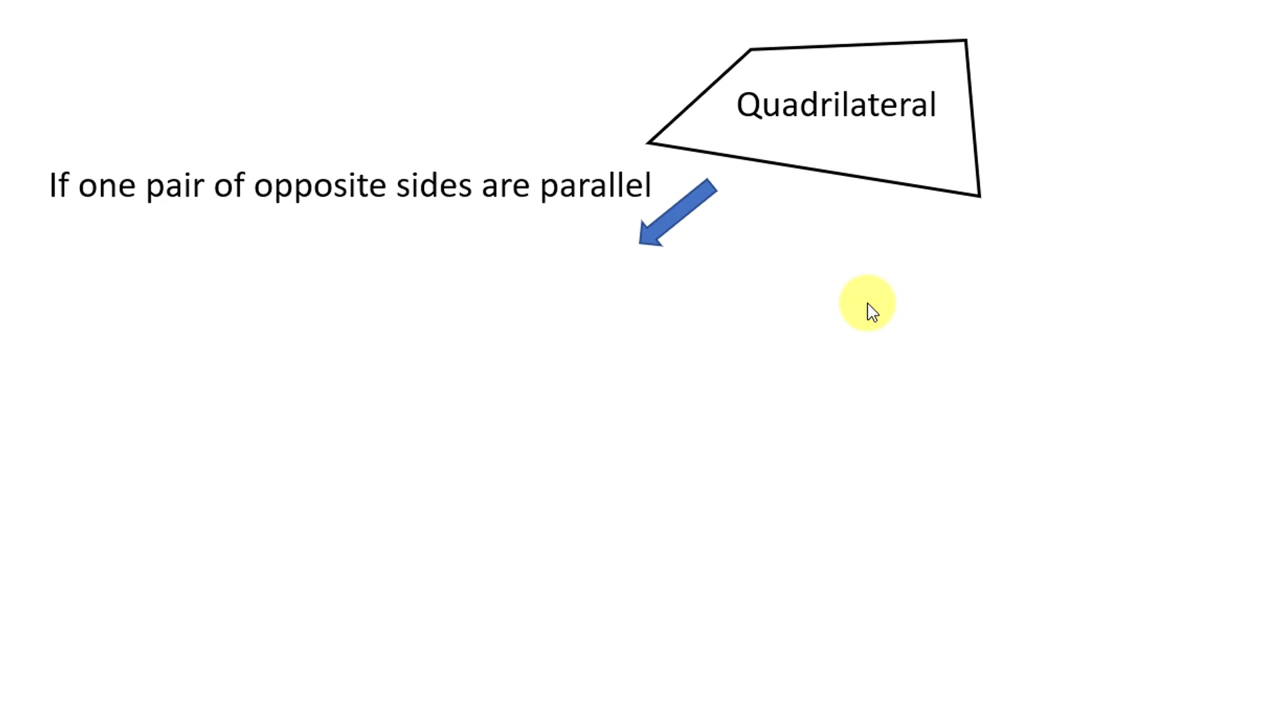 Quadrilateral
If one pair of opposite sides are parallel